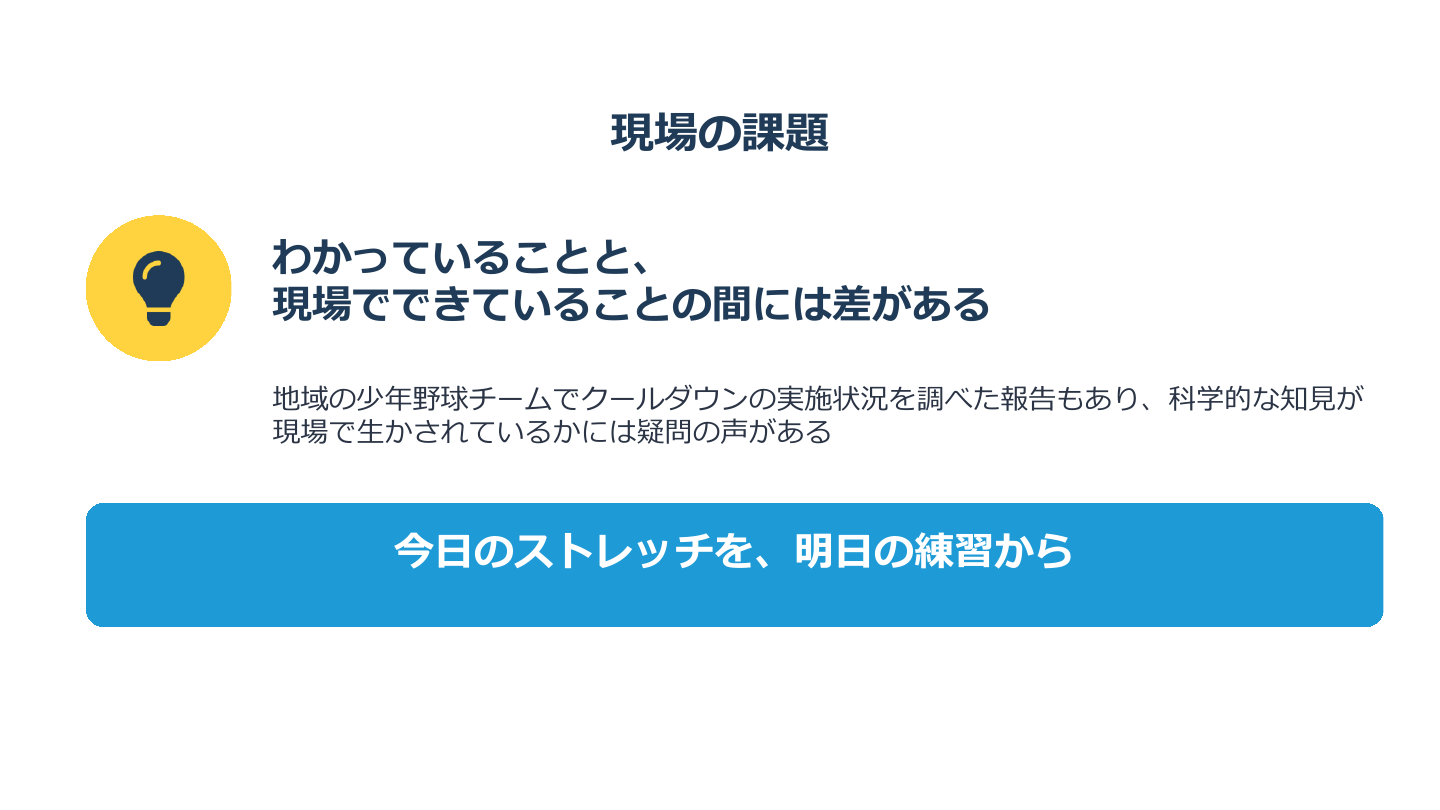 現場の課題
わかっていることと、
現場でできていることの間には差がある
地域の少年野球チームでクールダウンの実施状況を調べた報告もあり、科学的な知見が
現場で生かされているかには疑問の声がある
今日のストレッチを、明日の練習から